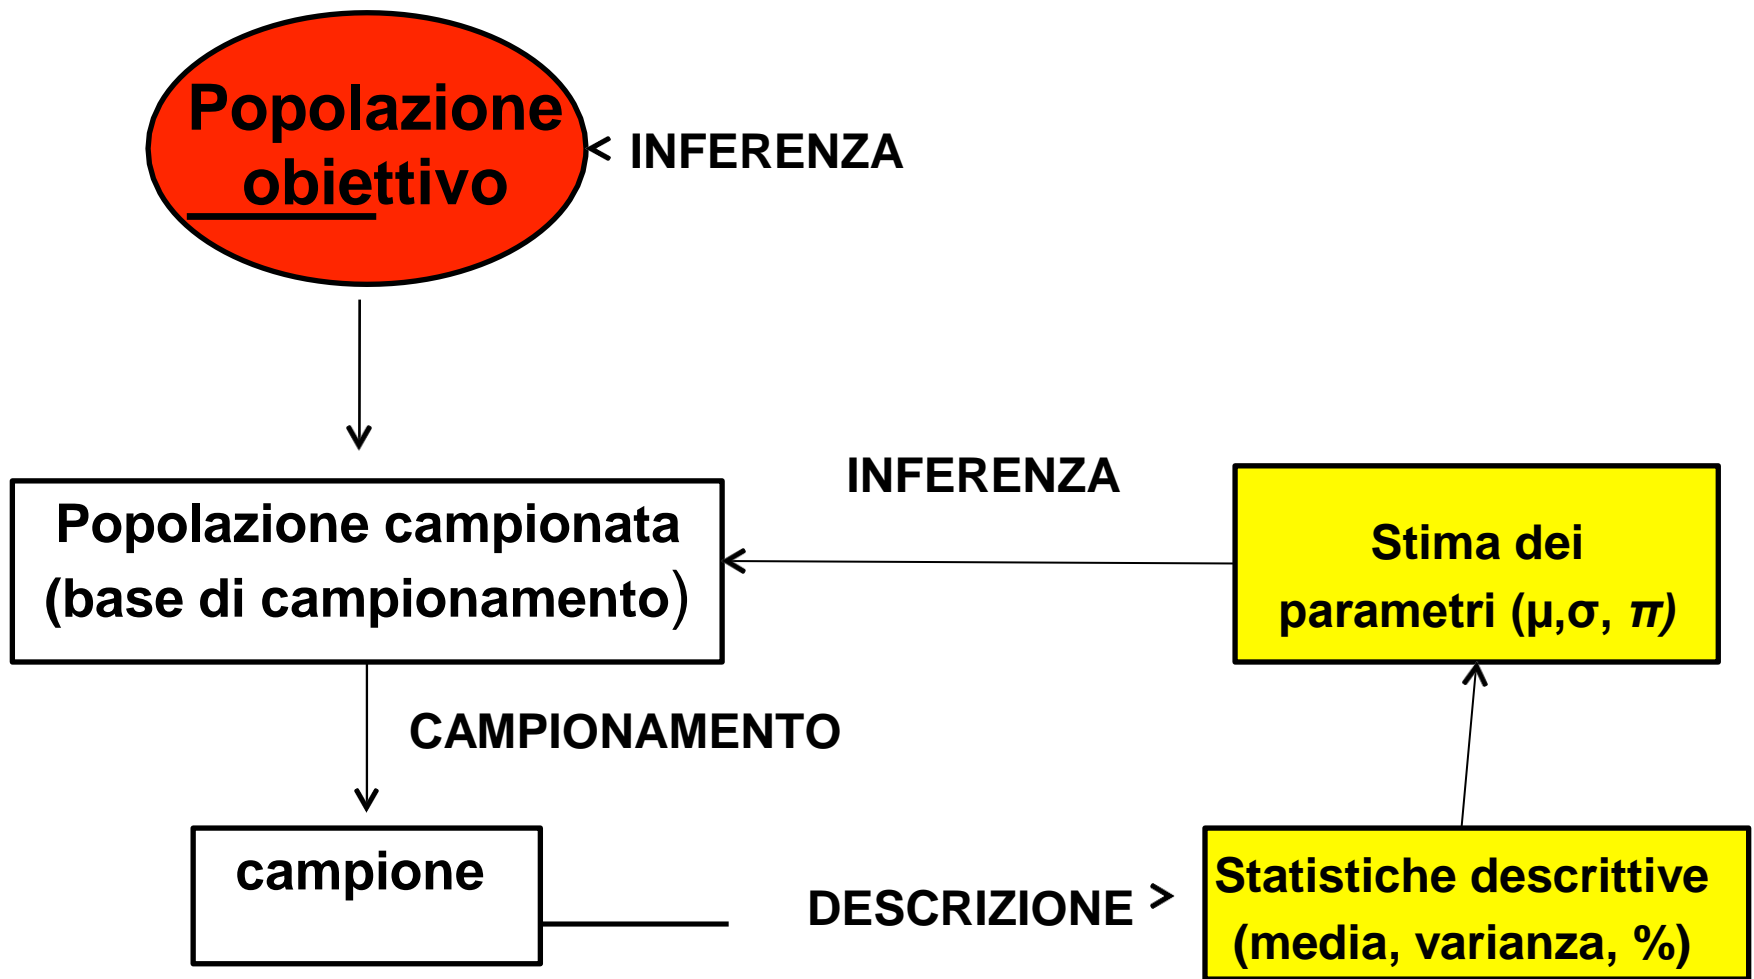 Popolazione
obiettivo
< INFERENZA
INFERENZA
Popolazione campionata
(base di campionamento)
Stima dei
parametri (μ,σ, π)
CAMPIONAMENTO
campione
DESCRIZIONE >
Statistiche descrittive
(media, varianza, %)